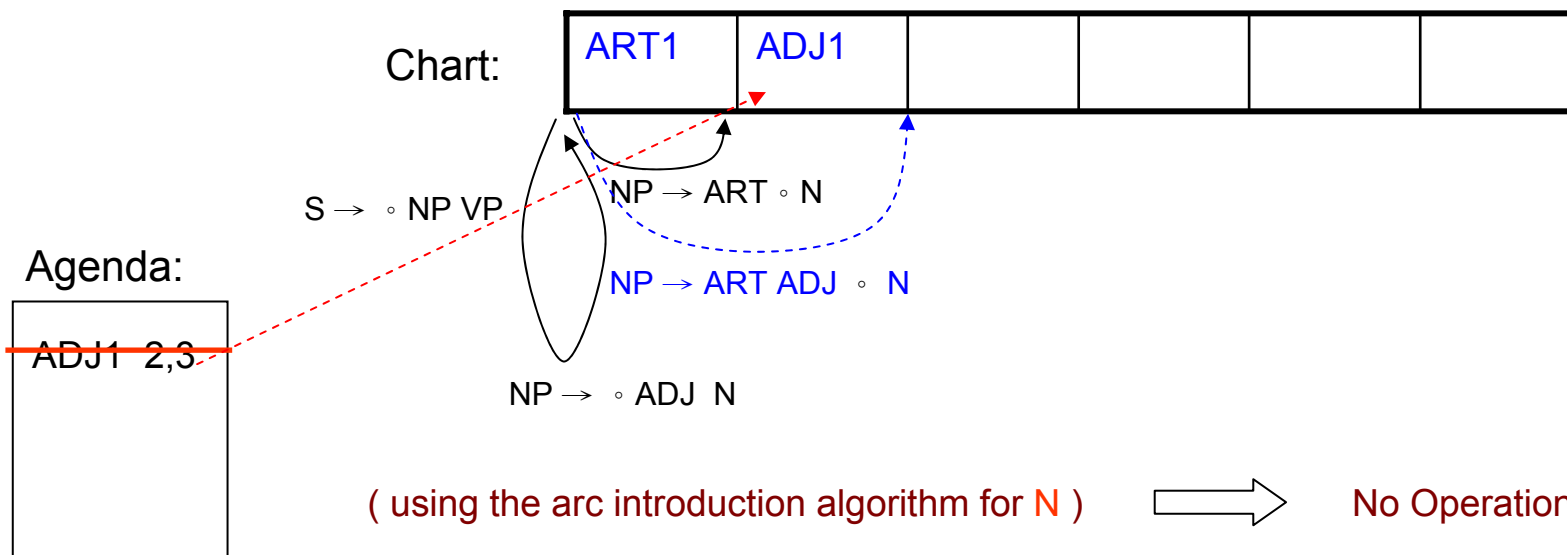 Chart:
ART1
ADJ1
NP → ART ∘ N
S → ∘ NP VP
Agenda:
NP → ART ADJ ∘ N
ADJ1 2,3
NP → ∘ ADJ N
( using the arc introduction algorithm for N )
No Operation